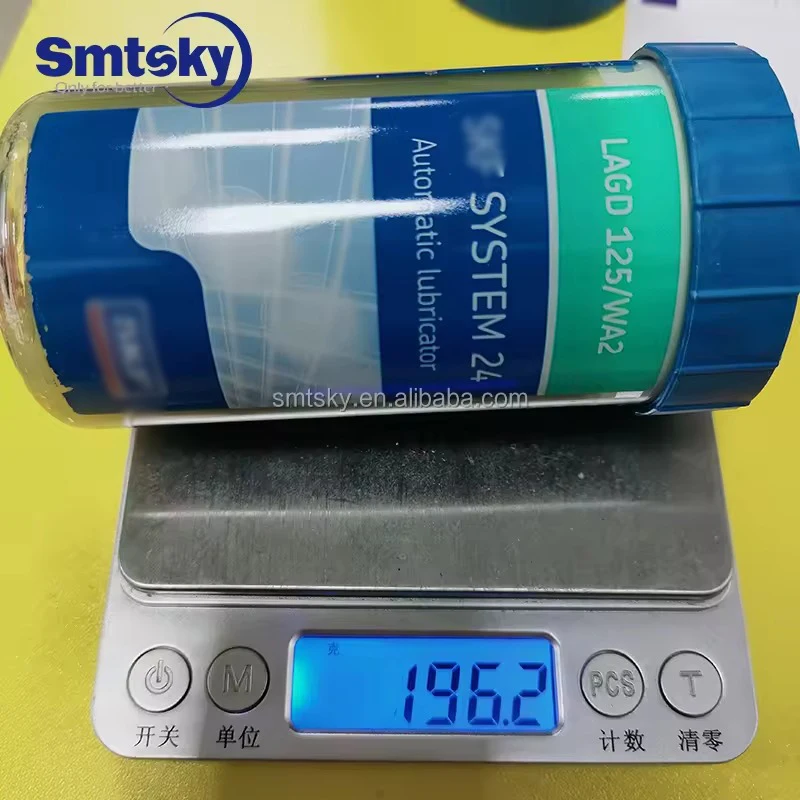 Smtsky
Only for better
LAGD 125/WA2
SKF SYSTEM 24
Automatic lubricator
smtsky.en.alibaba.com
克
196.2
M
PCS
T
开关
单位
计数
清零